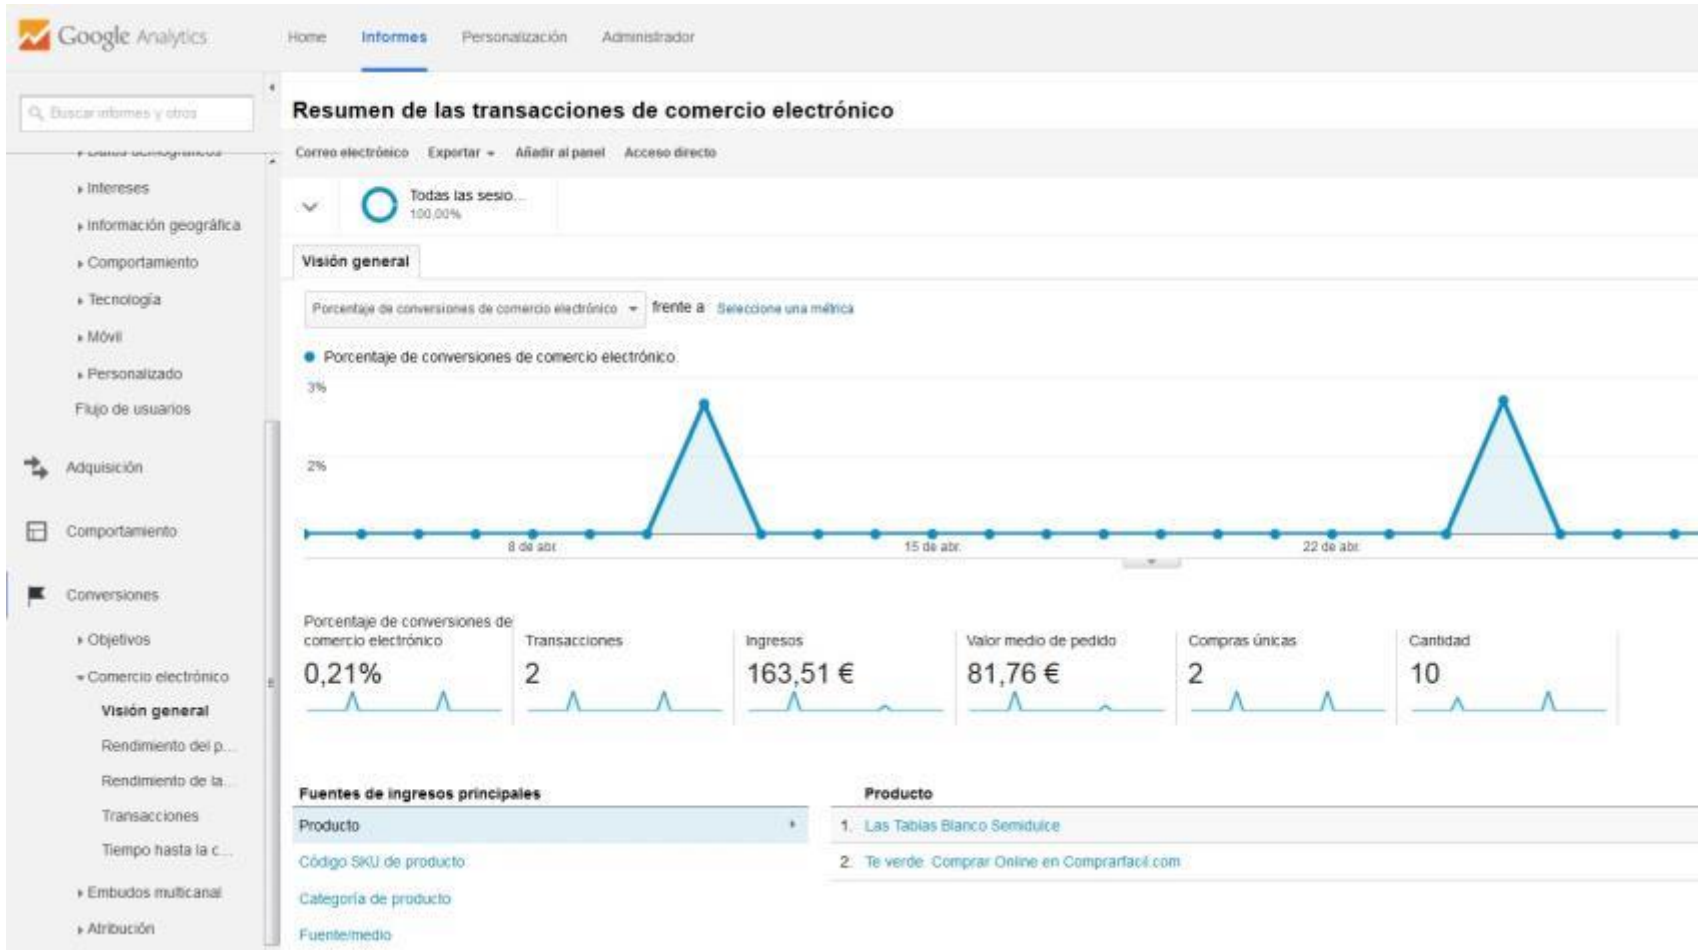 Google Analytics
Home Informes Personalización Administrador
Buscar informes y otros
Resumen de las transacciones de comercio electrónico
Correo electrónico Exportar Añadir al panel Acceso directo
Datos demográficos
Intereses
Información geográfica
Comportamiento
Tecnología
Móvil
Personalizado
Flujo de usuarios
Adquisición
Comportamiento
Conversiones
Objetivos
Comercio electrónico
Visión general
Rendimiento del p...
Rendimiento de la...
Transacciones
Tiempo hasta la c...
Embudos multicanal
Atribución
Todas las sesio...
100,00%
Visión general
Porcentaje de conversiones de comercio electrónico frente a Seleccione una métrica
Porcentaje de conversiones de comercio electrónico
3%
2%
8 de abr. 15 de abr. 22 de abr.
Porcentaje de conversiones de
comercio electrónico
0,21%
Transacciones
2
Ingresos
163,51 €
Valor medio de pedido
81,76 €
Compras únicas
2
Cantidad
10
Fuentes de ingresos principales
Producto
Código SKU de producto
Categoría de producto
Fuente/medio
Producto
1. Las Tablas Blanco Semidulce
2. Te verde. Comprar Online en Comprarfacil.com